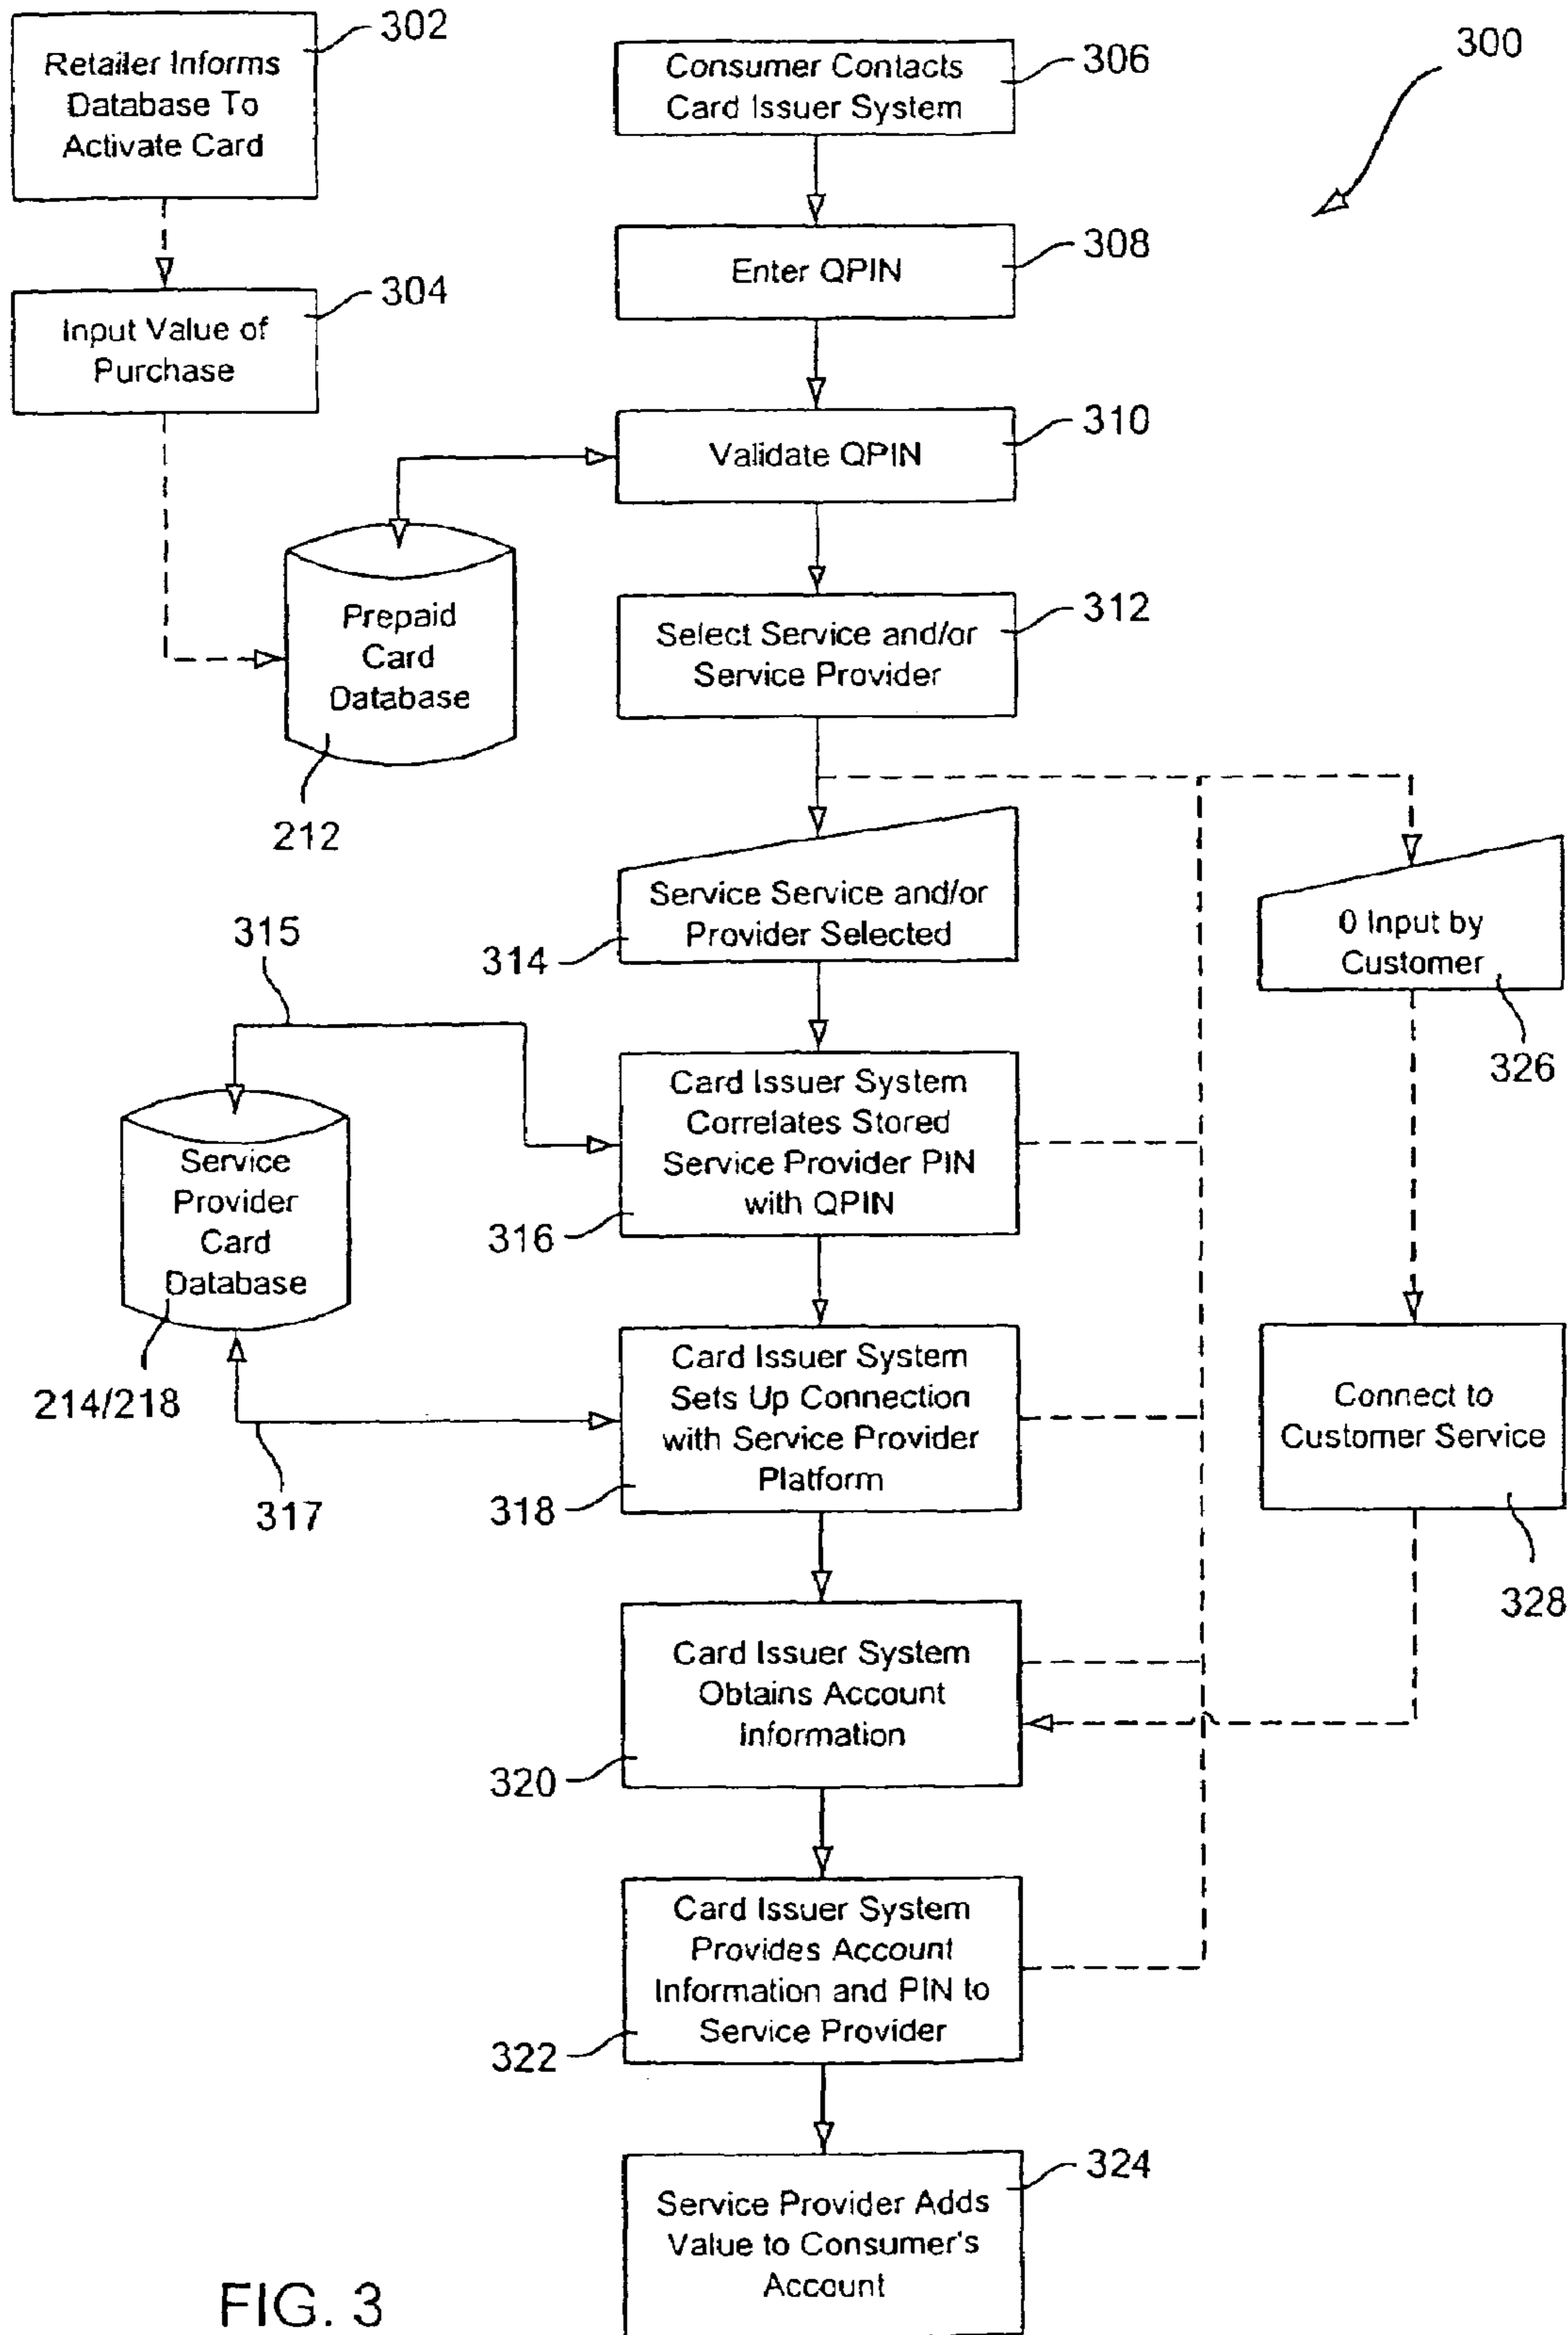 302
Retailer Informs
Database To
Activate Card
304
Input Value of
Purchase
300
306
Consumer Contacts
Card Issuer System
308
Enter QPIN
310
Validate QPIN
Prepaid
Card
Database
212
312
Select Service and/or
Service Provider
Service Service and/or
Provider Selected
314
0 Input by
Customer
326
315
Service
Provider
Card
Database
214/218
317
Card Issuer System
Correlates Stored
Service Provider PIN
with QPIN
316
Card Issuer System
Sets Up Connection
with Service Provider
Platform
318
Connect to
Customer Service
328
Card Issuer System
Obtains Account
Information
320
Card Issuer System
Provides Account
Information and PIN to
Service Provider
322
324
Service Provider Adds
Value to Consumer's
Account
FIG. 3